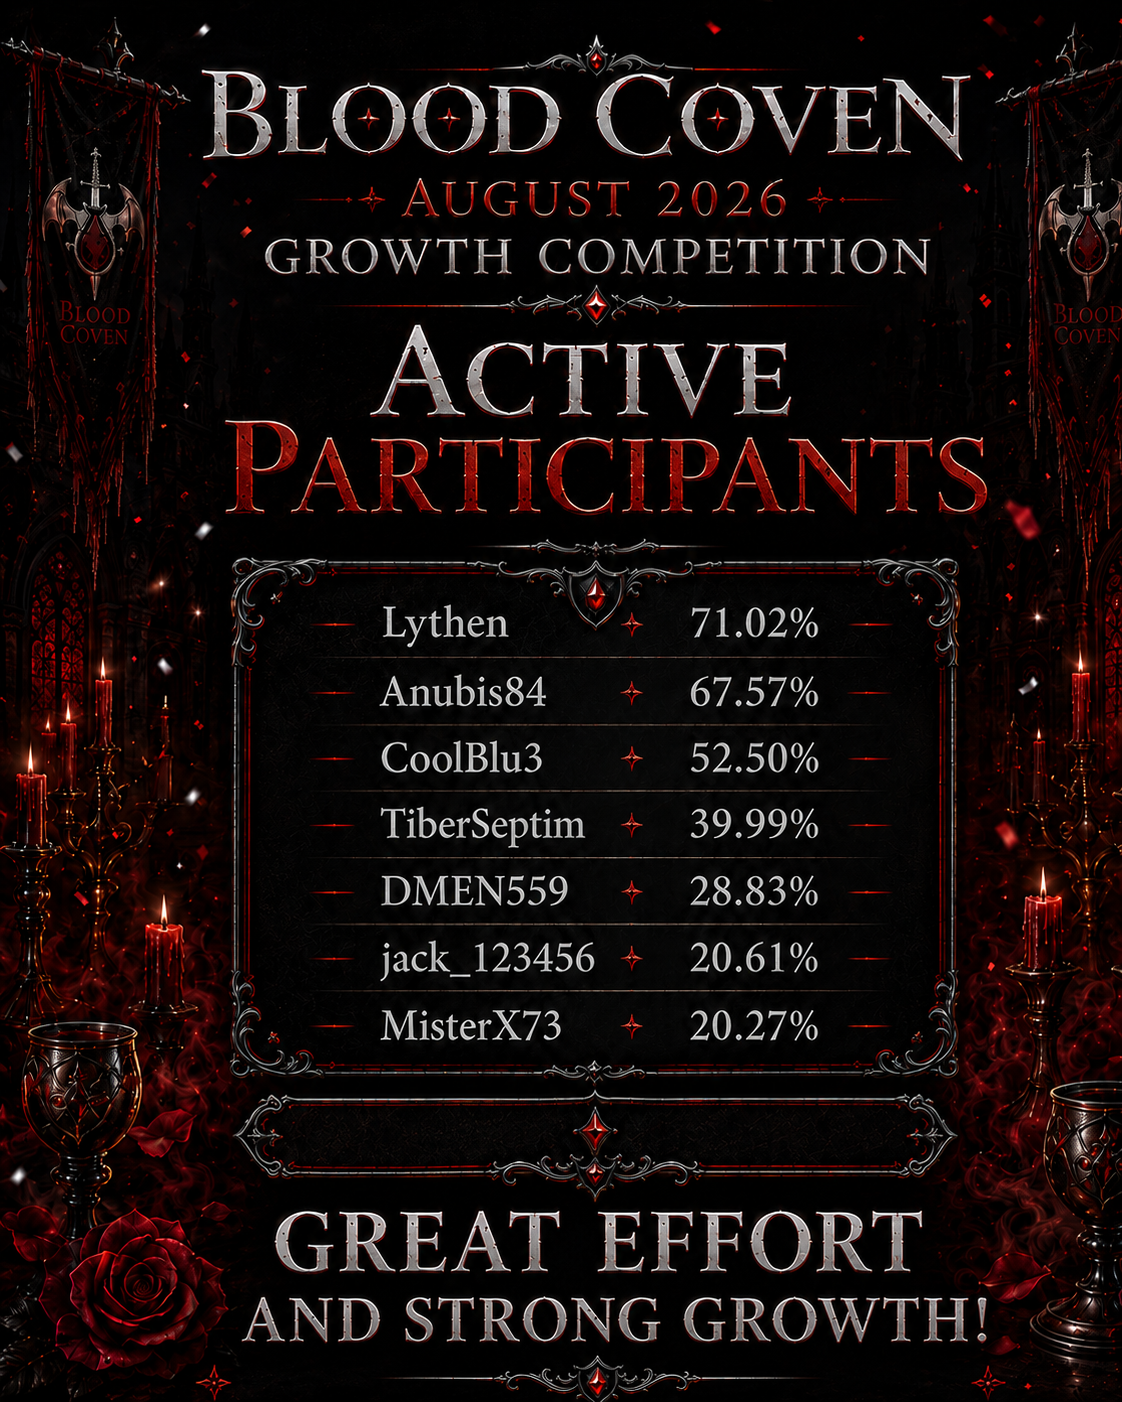 BLOOD COVEN
AUGUST 2026
GROWTH COMPETITION
ACTIVE
PARTICIPANTS
BLOOD
COVEN
BLOOD
COVEN
Lythen 71.02%
Anubis84 67.57%
CoolBlu3 52.50%
TiberSeptim 39.99%
DMEN559 28.83%
jack_123456 20.61%
MisterX73 20.27%
GREAT EFFORT
AND STRONG GROWTH!